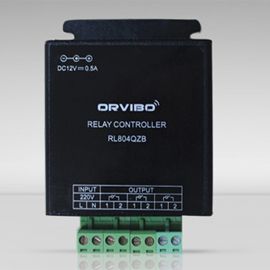 DC12V⎓0.5A
ORVIBO
RELAY CONTROLLER
RL804QZB
INPUT OUTPUT
220V
L N 1 2 1 2 1 2